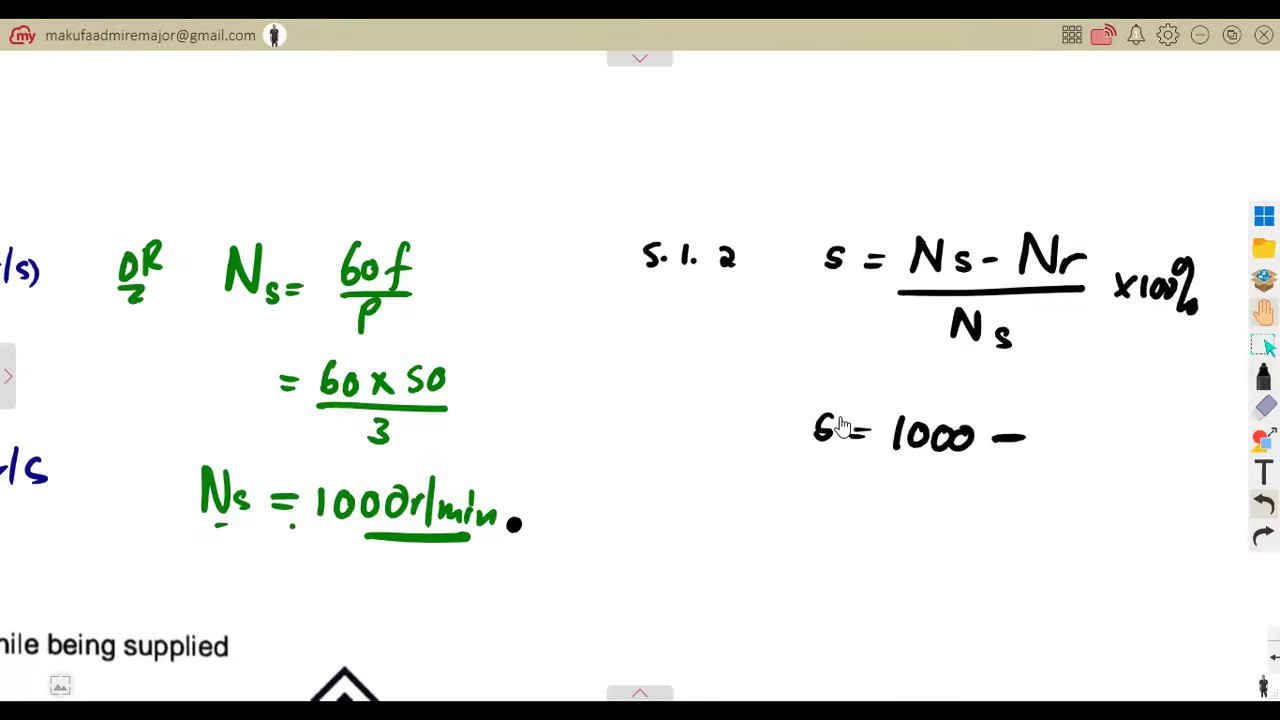 my makufaadmiremajor@gmail.com
r/s) OR Ns = 60f / P
= 60 x 50 / 3
r/s
Ns = 1000r/min.
5.1.2 s = Ns - Nr / Ns x100%
s = 1000 -
hile being supplied
T